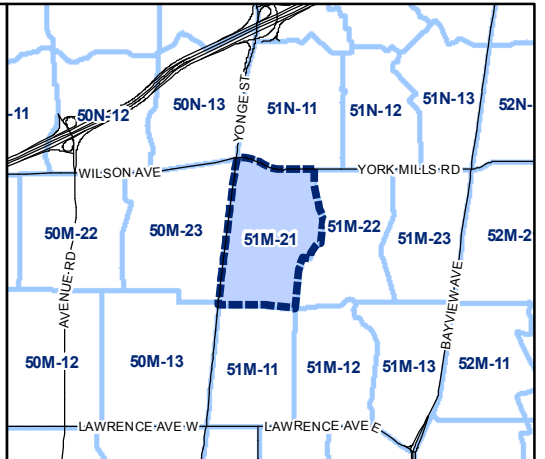 -11
50N-12
50N-13
YONGE ST
51N-11
51N-12
51N-13
52N-
WILSON AVE
YORK MILLS RD
50M-22
50M-23
51M-21
51M-22
51M-23
52M-2
AVENUE RD
BAYVIEW AVE
50M-12
50M-13
51M-11
51M-12
51M-13
52M-11
LAWRENCE AVE W
LAWRENCE AVE E